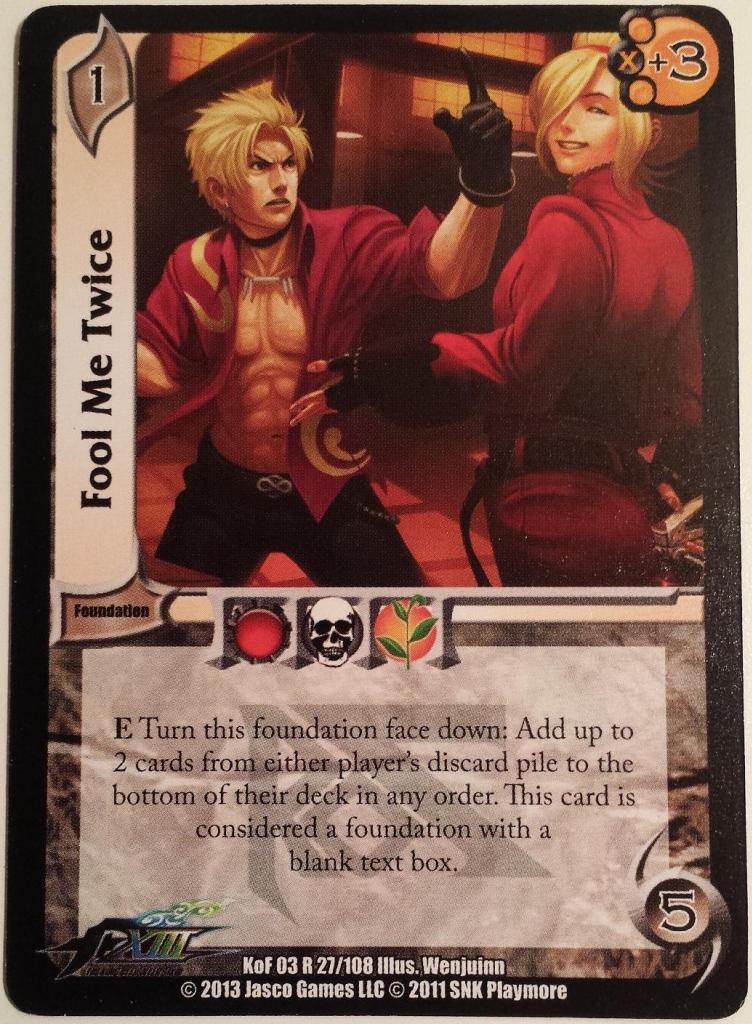 1
X +3
Fool Me Twice
Foundation
E Turn this foundation face down: Add up to
2 cards from either player's discard pile to the
bottom of their deck in any order. This card is
considered a foundation with a
blank text box.
5
XIII
KoF 03 R 27/108 Illus. Wenjuinn
© 2013 Jasco Games LLC © 2011 SNK Playmore